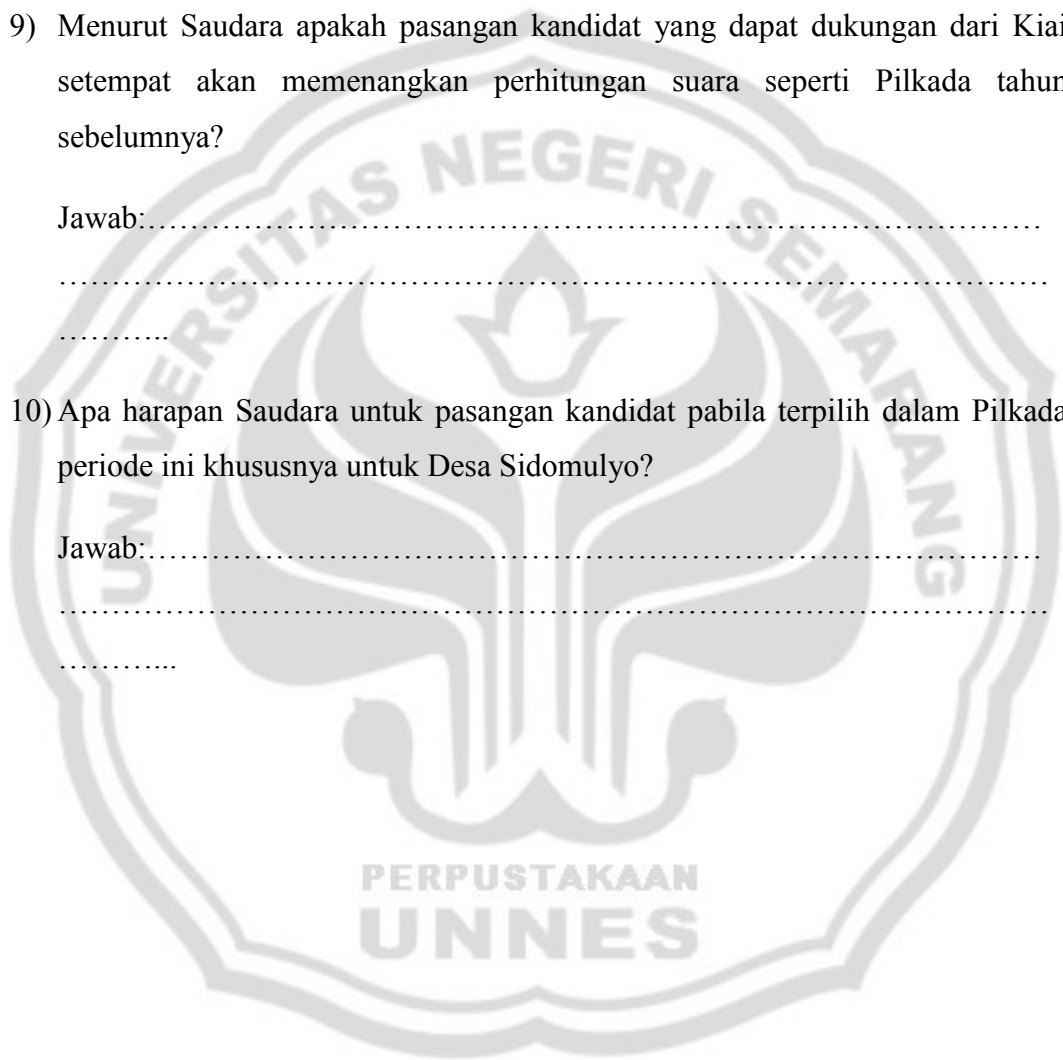 9) Menurut Saudara apakah pasangan kandidat yang dapat dukungan dari Kiai
setempat akan memenangkan perhitungan suara seperti Pilkada tahun
sebelumnya?
Jawab:……………………………………………………………………………
……………………………………………………………………………………
………..
10) Apa harapan Saudara untuk pasangan kandidat pabila terpilih dalam Pilkada
periode ini khususnya untuk Desa Sidomulyo?
Jawab:……………………………………………………………………………
……………………………………………………………………………………
………...
UNIVERSITAS NEGERI SEMARANG
PERPUSTAKAAN
UNNES